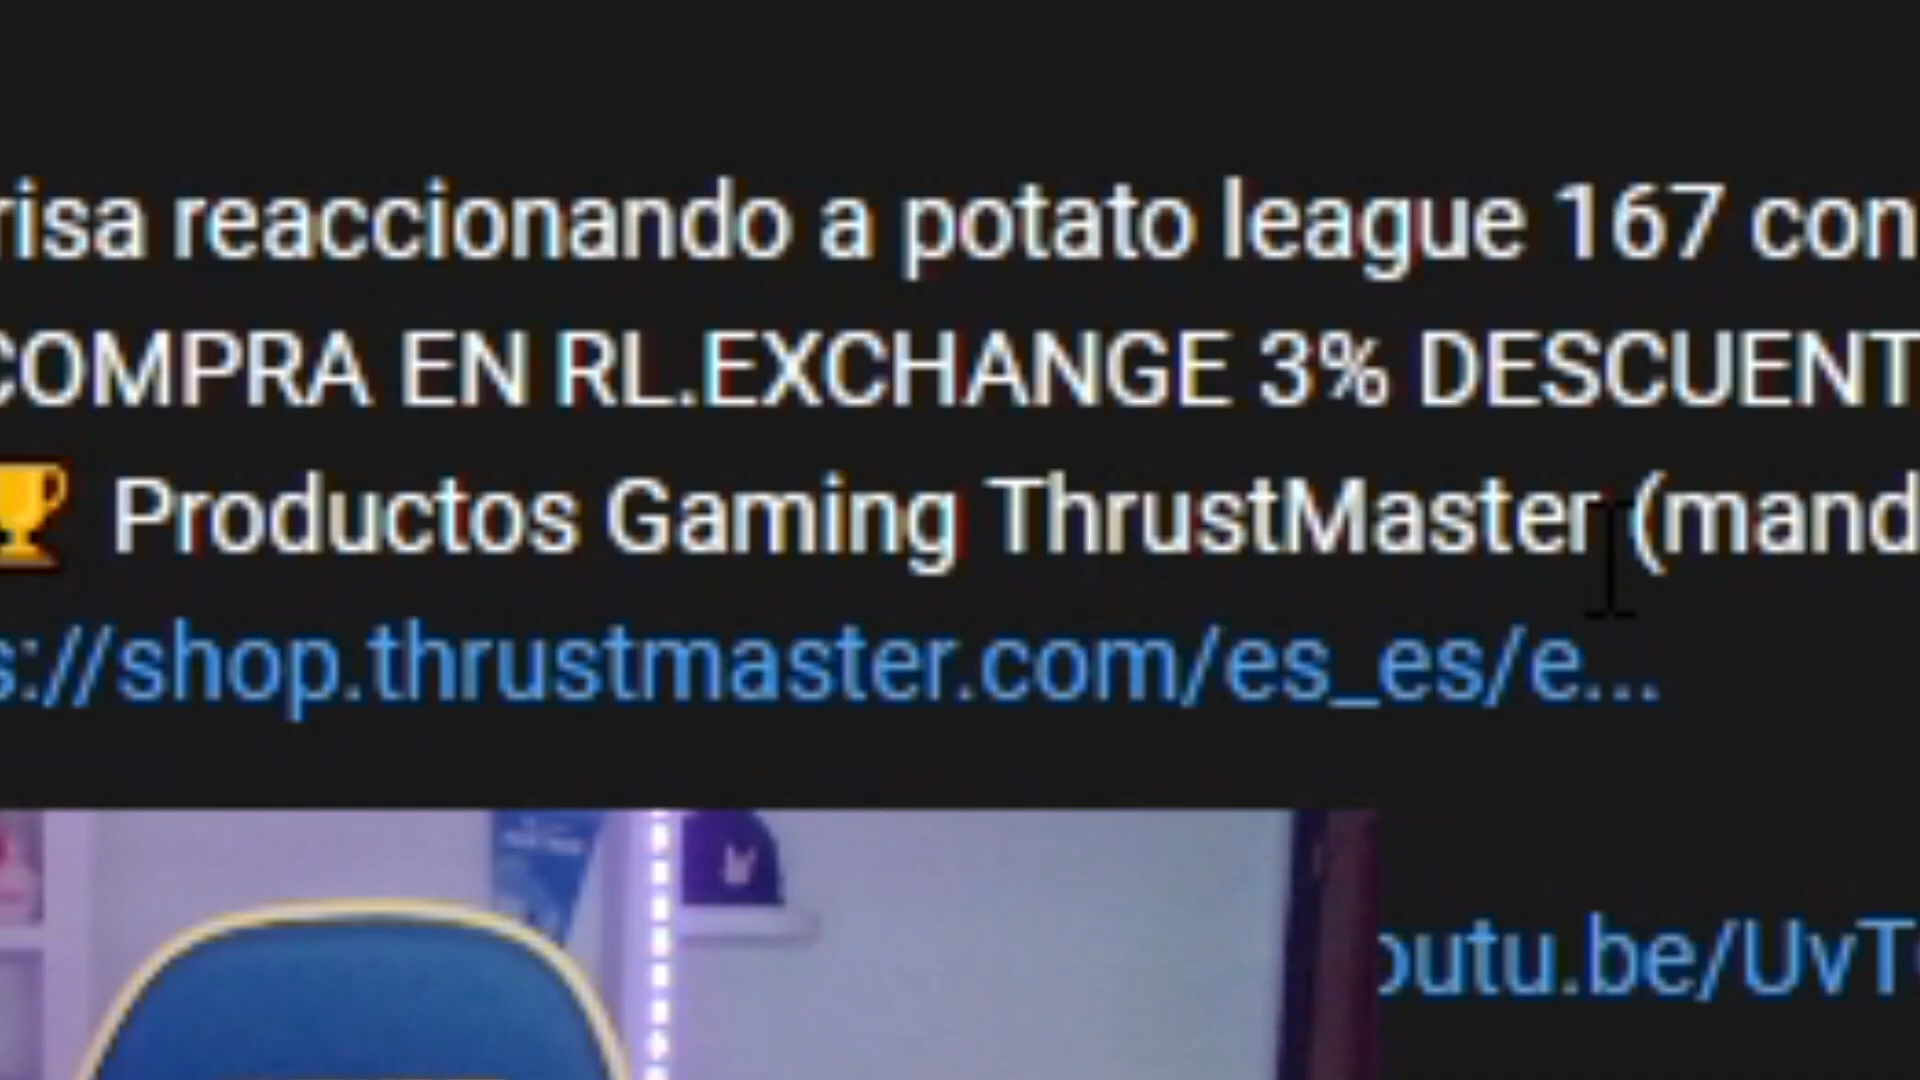 risa reaccionando a potato league 167 con
COMPRA EN RL.EXCHANGE 3% DESCUENT
Productos Gaming ThrustMaster (mand
s://shop.thrustmaster.com/es_es/e...
outu.be/UvT